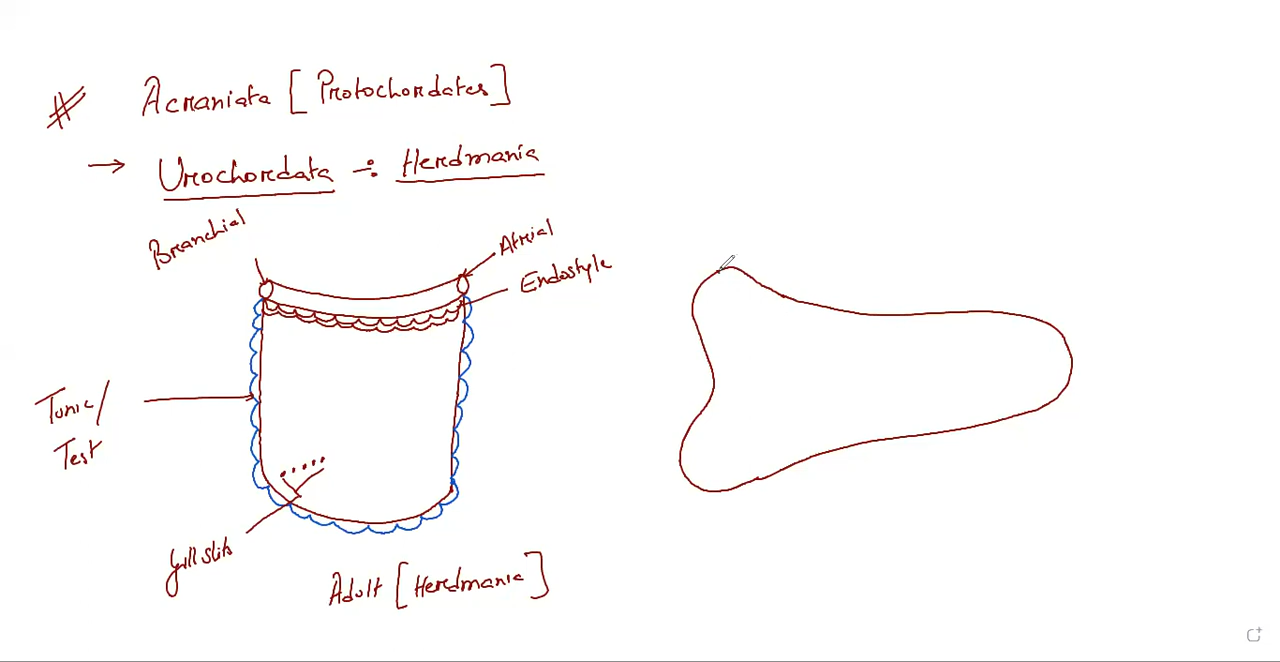 # Acraniata [Protochordates]
→ Urochordata ÷ Herdmania
Branchial
Atrial
Endostyle
Tunic/
Test
Gill slits
Adult [Herdmania]